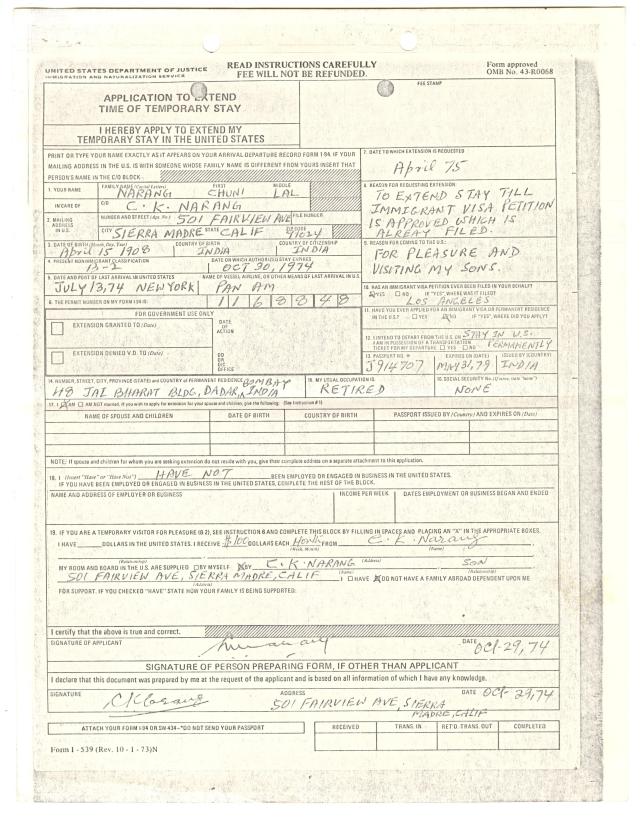 UNITED STATES DEPARTMENT OF JUSTICE
IMMIGRATION AND NATURALIZATION SERVICE
READ INSTRUCTIONS CAREFULLY
FEE WILL NOT BE REFUNDED.
Form approved
OMB No. 43-R0068
APPLICATION TO EXTEND
TIME OF TEMPORARY STAY
FEE STAMP
I HEREBY APPLY TO EXTEND MY
TEMPORARY STAY IN THE UNITED STATES
PRINT OR TYPE YOUR NAME EXACTLY AS IT APPEARS ON YOUR ARRIVAL DEPARTURE RECORD FORM I-94. IF YOUR
MAILING ADDRESS IN THE U.S. IS WITH SOMEONE WHOSE FAMILY NAME IS DIFFERENT FROM YOURS INSERT THAT
PERSON'S NAME IN THE C/O BLOCK
1. YOUR NAME FAMILY NAME (Capital Letters) FIRST MIDDLE
NARANG CHUNI LAL
IN CARE OF C/O C. K. NARANG
2. MAILING ADDRESS IN U.S. NUMBER AND STREET (Apt. No.) 501 FAIRVIEW AVE FILE NUMBER
CITY SIERRA MADRE STATE CALIF ZIP CODE 91024
3. DATE OF BIRTH (Month, Day, Year) COUNTRY OF BIRTH COUNTRY OF CITIZENSHIP
April 15 1908 INDIA INDIA
4. PRESENT NONIMMIGRANT CLASSIFICATION DATE ON WHICH AUTHORIZED STAY EXPIRES
B-2 OCT 30, 1974
5. DATE AND PORT OF LAST ARRIVAL IN UNITED STATES NAME OF VESSEL, AIRLINE, OR OTHER MEANS OF LAST ARRIVAL IN U.S.
JULY 13,74 NEWYORK PAN AM
6. THE PERMIT NUMBER ON MY FORM I-94 IS: 11688 48
7. DATE TO WHICH EXTENSION IS REQUESTED
April 75
8. REASON FOR REQUESTING EXTENSION
TO EXTEND STAY TILL
IMMIGRANT VISA PETITION
IS APPROVED WHICH IS
ALREAY FILED.
9. REASON FOR COMING TO THE U.S.:
FOR PLEASURE AND
VISITING MY SONS.
10. HAS AN IMMIGRANT VISA PETITION EVER BEEN FILED IN YOUR BEHALF?
YES NO IF "YES", WHERE WAS IT FILED?
LOS ANGELES
11. HAVE YOU EVER APPLIED FOR AN IMMIGRANT VISA OR PERMANENT RESIDENCE
IN THE U.S.? YES NO IF "YES", WHERE DID YOU APPLY?
12. I INTEND TO DEPART FROM THE U.S. ON STAY IN U.S.
I AM IN POSSESSION OF A TRANSPORTATION
TICKET FOR MY DEPARTURE YES NO PERMANENTLY
13. PASSPORT NO. EXPIRES ON (DATE) ISSUED BY (COUNTRY)
J914707 MAY 31,79 INDIA
FOR GOVERNMENT USE ONLY
EXTENSION GRANTED TO (Date)
DATE OF ACTION
EXTENSION DENIED V.D. TO (Date)
DD OR DIS OFFICE
14. NUMBER, STREET, CITY, PROVINCE (STATE) and COUNTRY OF PERMANENT RESIDENCE BOMBAY
48 JAI BHARAT BLDG, DADAR, INDIA
15. MY USUAL OCCUPATION IS:
RETIRED
16. SOCIAL SECURITY No. (if none, state "none")
NONE
17. I AM AM NOT married. If you wish to apply for extension for your spouse and children, give the following: (See Instruction #1)
NAME OF SPOUSE AND CHILDREN DATE OF BIRTH COUNTRY OF BIRTH PASSPORT ISSUED BY (Country) AND EXPIRES ON (Date)
NOTE: If spouse and children for whom you are seeking extension do not reside with you, give their complete address on a separate attachment to this application.
18. I (Insert "Have" or "Have Not") HAVE NOT BEEN EMPLOYED OR ENGAGED IN BUSINESS IN THE UNITED STATES.
IF YOU HAVE BEEN EMPLOYED OR ENGAGED IN BUSINESS IN THE UNITED STATES, COMPLETE THE REST OF THE BLOCK.
NAME AND ADDRESS OF EMPLOYER OR BUSINESS INCOME PER WEEK DATES EMPLOYMENT OR BUSINESS BEGAN AND ENDED
19. IF YOU ARE A TEMPORARY VISITOR FOR PLEASURE (B-2), SEE INSTRUCTION 6 AND COMPLETE THIS BLOCK BY FILLING IN SPACES AND PLACING AN "X" IN THE APPROPRIATE BOXES.
I HAVE DOLLARS IN THE UNITED STATES. I RECEIVE $100 DOLLARS EACH FROM C. K. Narang
(Week, Month) (Name)
(Relationship) (Address)
MY ROOM AND BOARD IN THE U.S. ARE SUPPLIED BY MYSELF BY C. K. NARANG SON
(Name) (Relationship)
501 FAIRVIEW AVE, SIERRA MADRE, CALIF I HAVE DO NOT HAVE A FAMILY ABROAD DEPENDENT UPON ME
(Address)
FOR SUPPORT. IF YOU CHECKED "HAVE" STATE HOW YOUR FAMILY IS BEING SUPPORTED:
I certify that the above is true and correct.
SIGNATURE OF APPLICANT DATE Oct-29, 74
SIGNATURE OF PERSON PREPARING FORM, IF OTHER THAN APPLICANT
I declare that this document was prepared by me at the request of the applicant and is based on all information of which I have any knowledge.
SIGNATURE CKNarang ADDRESS 501 FAIRVIEW AVE, SIERRA MADRE, CALIF DATE Oct-29,74
ATTACH YOUR FORM I-94 OR SW-434-DO NOT SEND YOUR PASSPORT
RECEIVED TRANS IN RET'D. TRANS. OUT COMPLETED
Form I-539 (Rev. 10-1-73)N